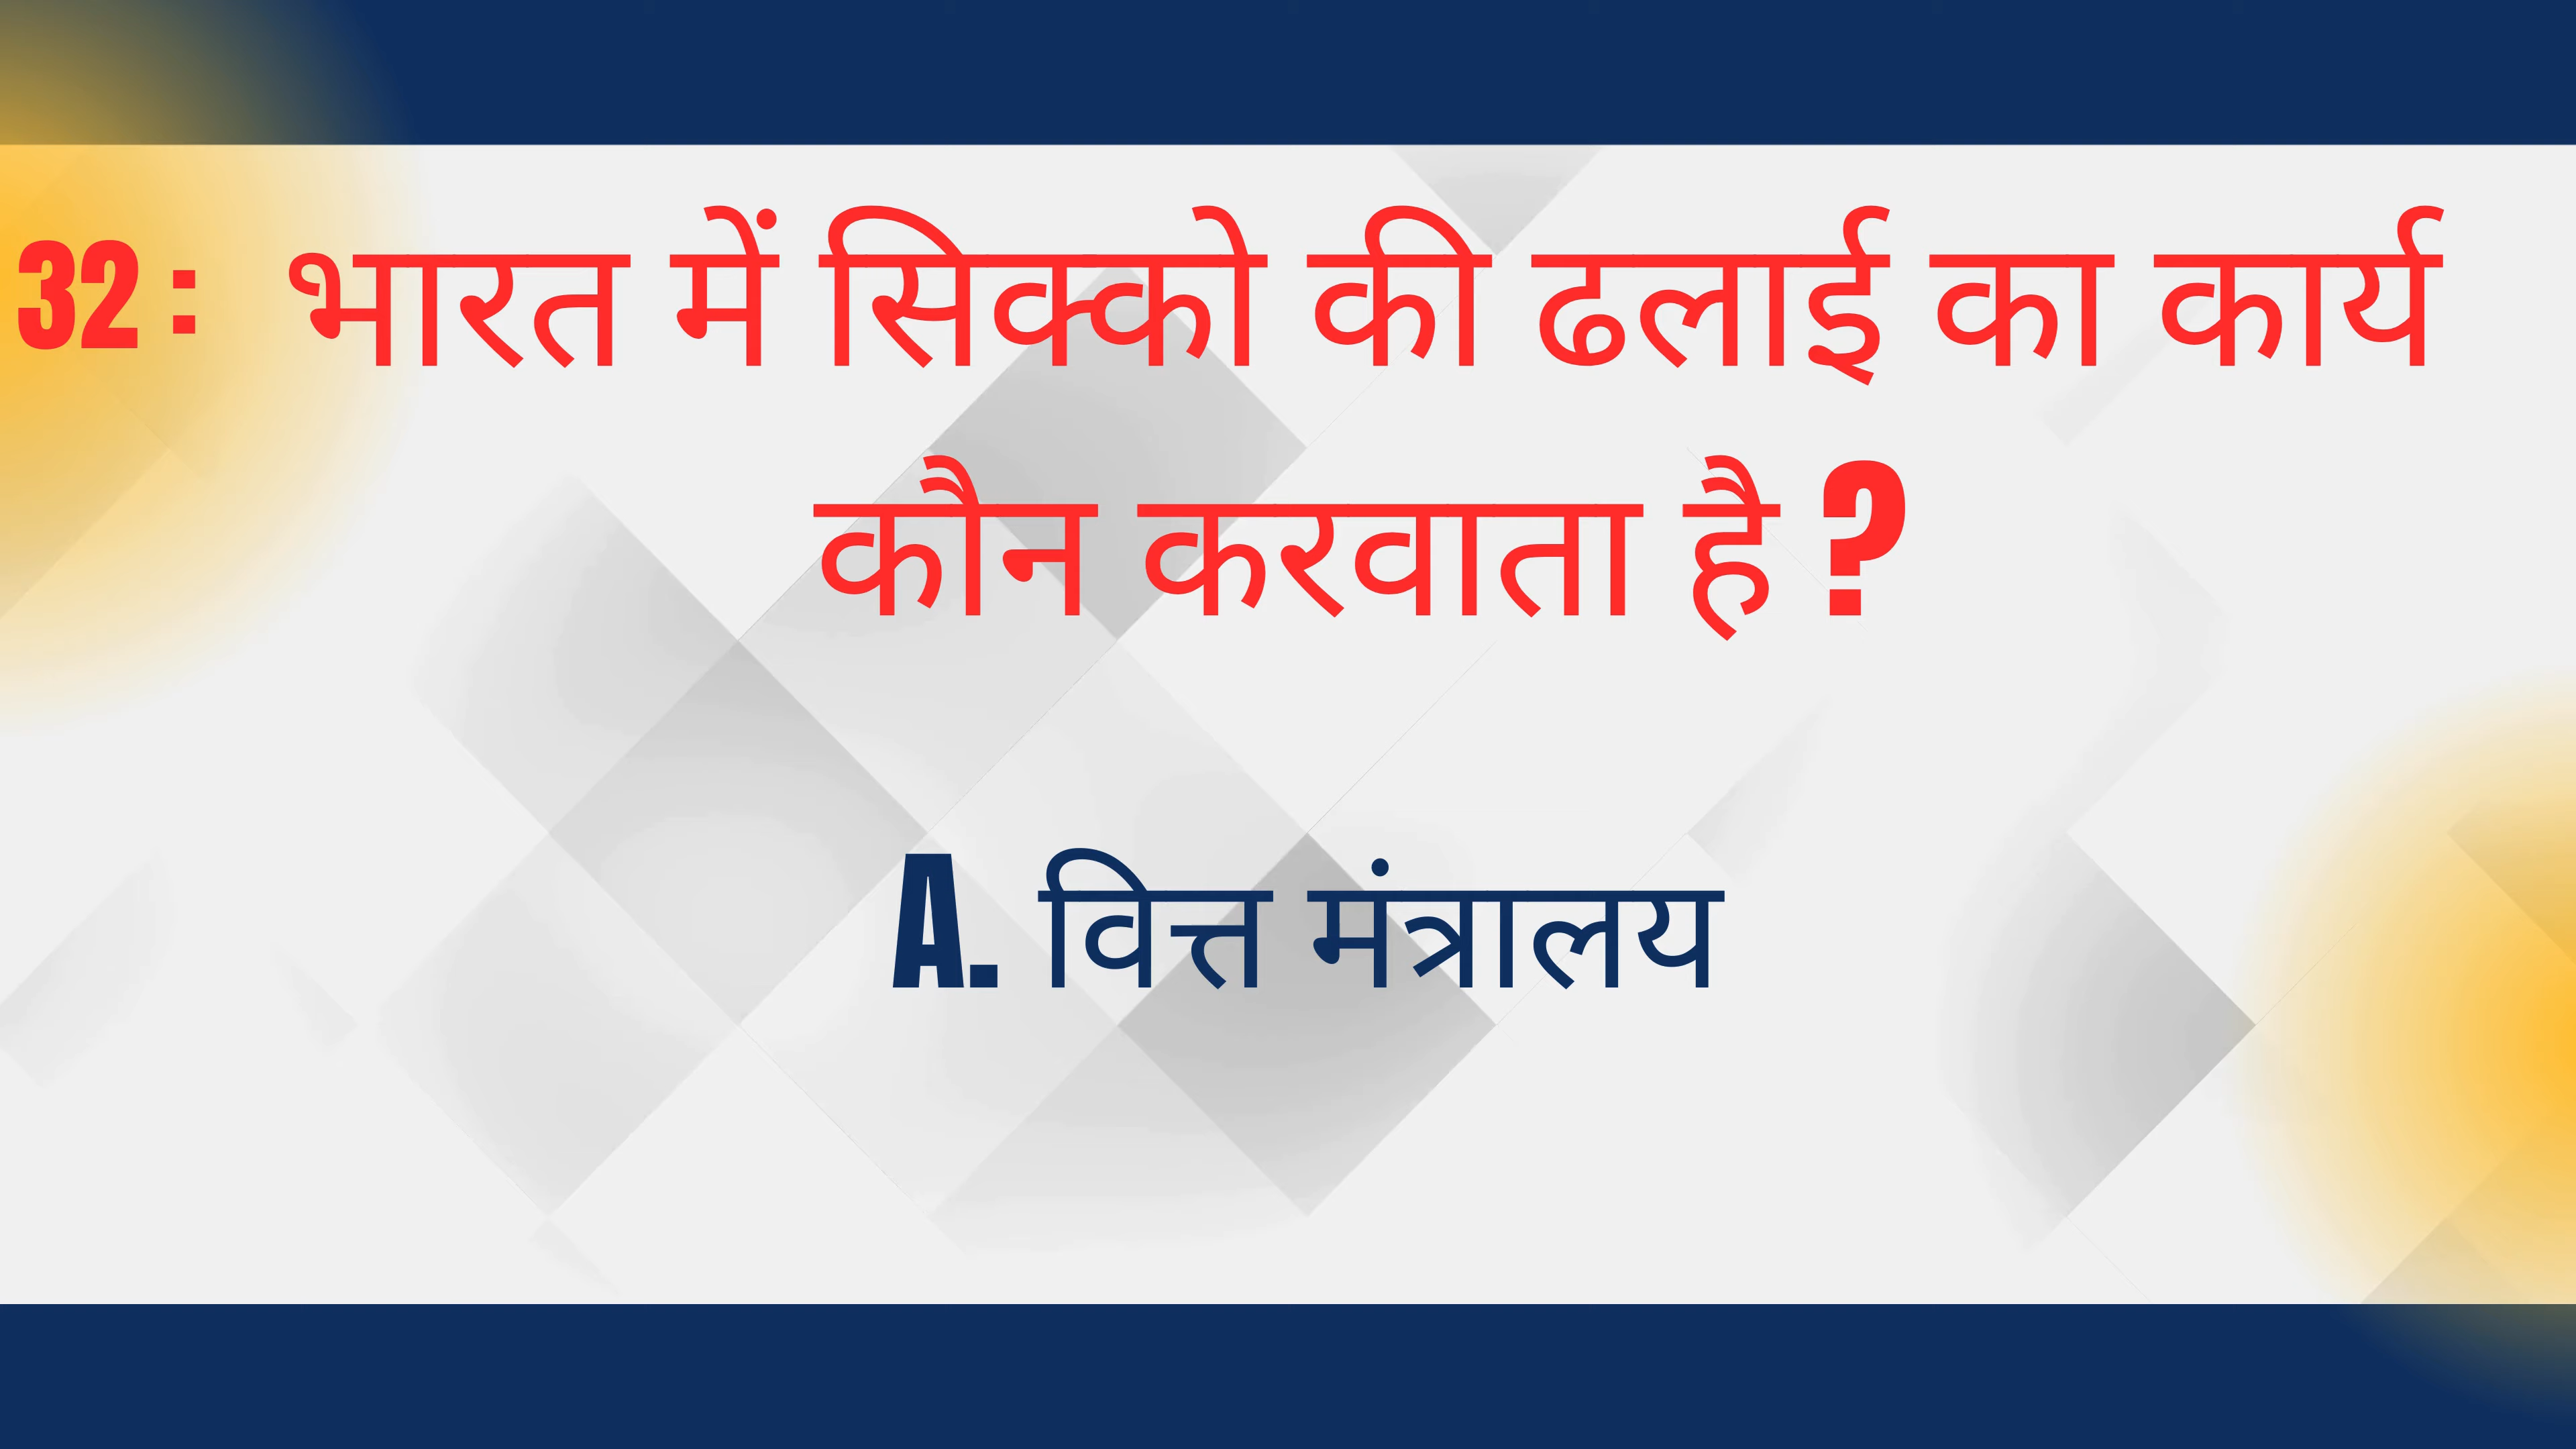 32 : भारत में सिक्को की ढलाई का कार्य
कौन करवाता है ?
A. वित्त मंत्रालय